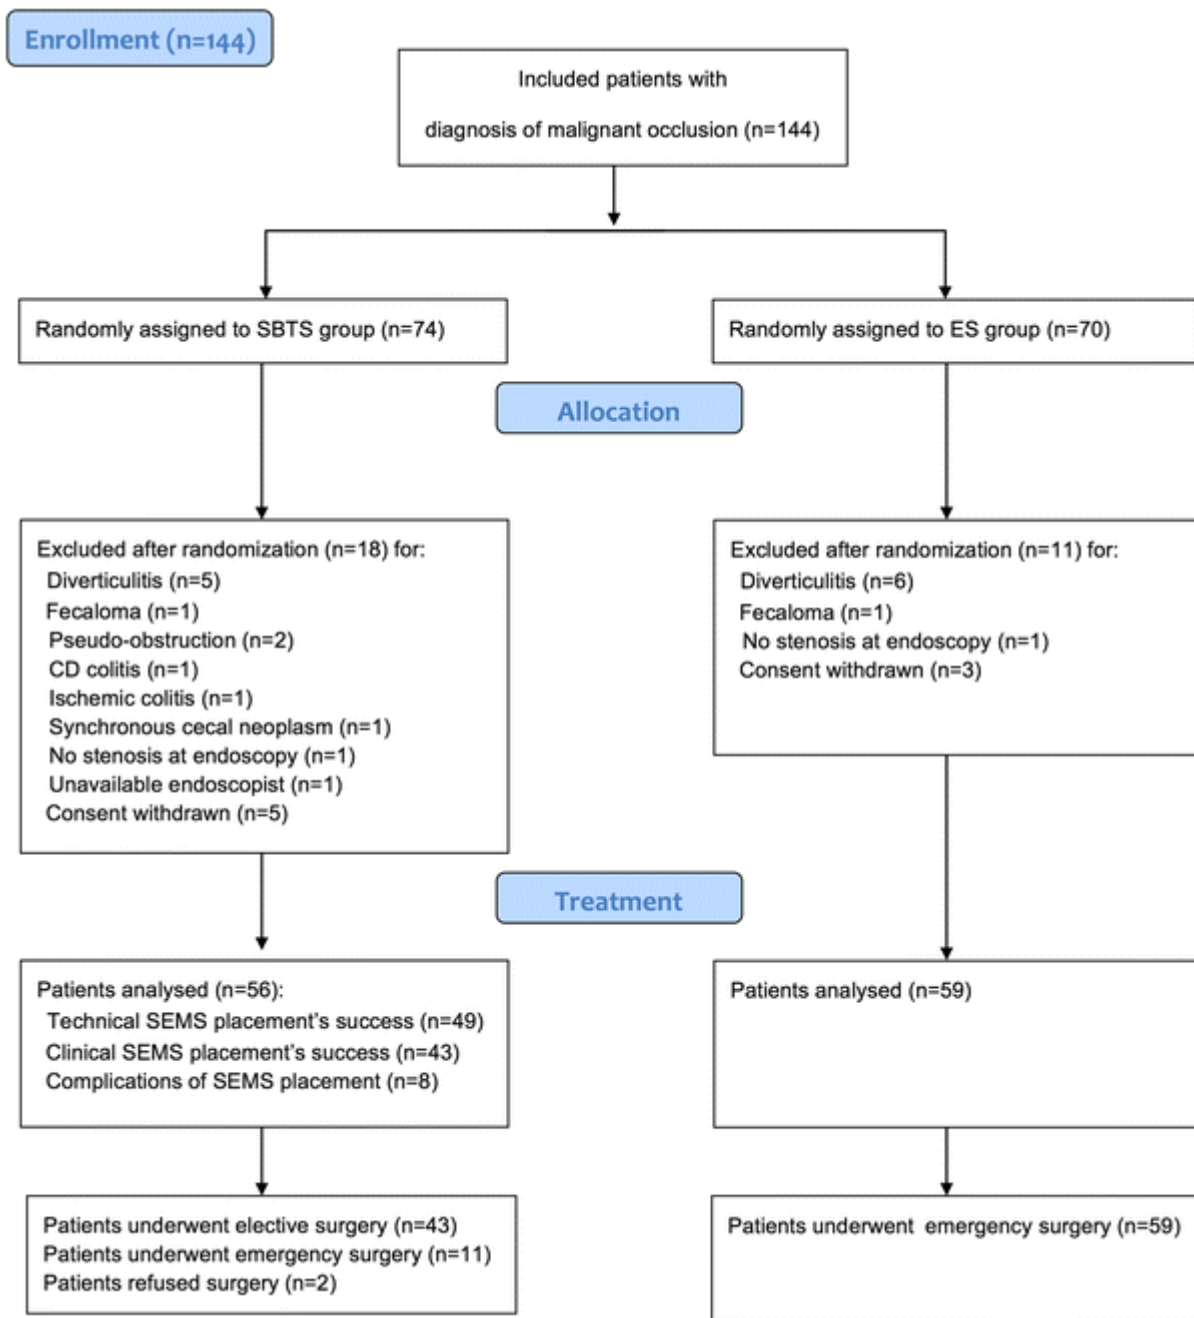 Enrollment (n=144)
Included patients with
diagnosis of malignant occlusion (n=144)
Randomly assigned to SBTS group (n=74)
Randomly assigned to ES group (n=70)
Allocation
Excluded after randomization (n=18) for:
Diverticulitis (n=5)
Fecaloma (n=1)
Pseudo-obstruction (n=2)
CD colitis (n=1)
Ischemic colitis (n=1)
Synchronous cecal neoplasm (n=1)
No stenosis at endoscopy (n=1)
Unavailable endoscopist (n=1)
Consent withdrawn (n=5)
Excluded after randomization (n=11) for:
Diverticulitis (n=6)
Fecaloma (n=1)
No stenosis at endoscopy (n=1)
Consent withdrawn (n=3)
Treatment
Patients analysed (n=56):
Technical SEMS placement's success (n=49)
Clinical SEMS placement's success (n=43)
Complications of SEMS placement (n=8)
Patients analysed (n=59)
Patients underwent elective surgery (n=43)
Patients underwent emergency surgery (n=11)
Patients refused surgery (n=2)
Patients underwent emergency surgery (n=59)